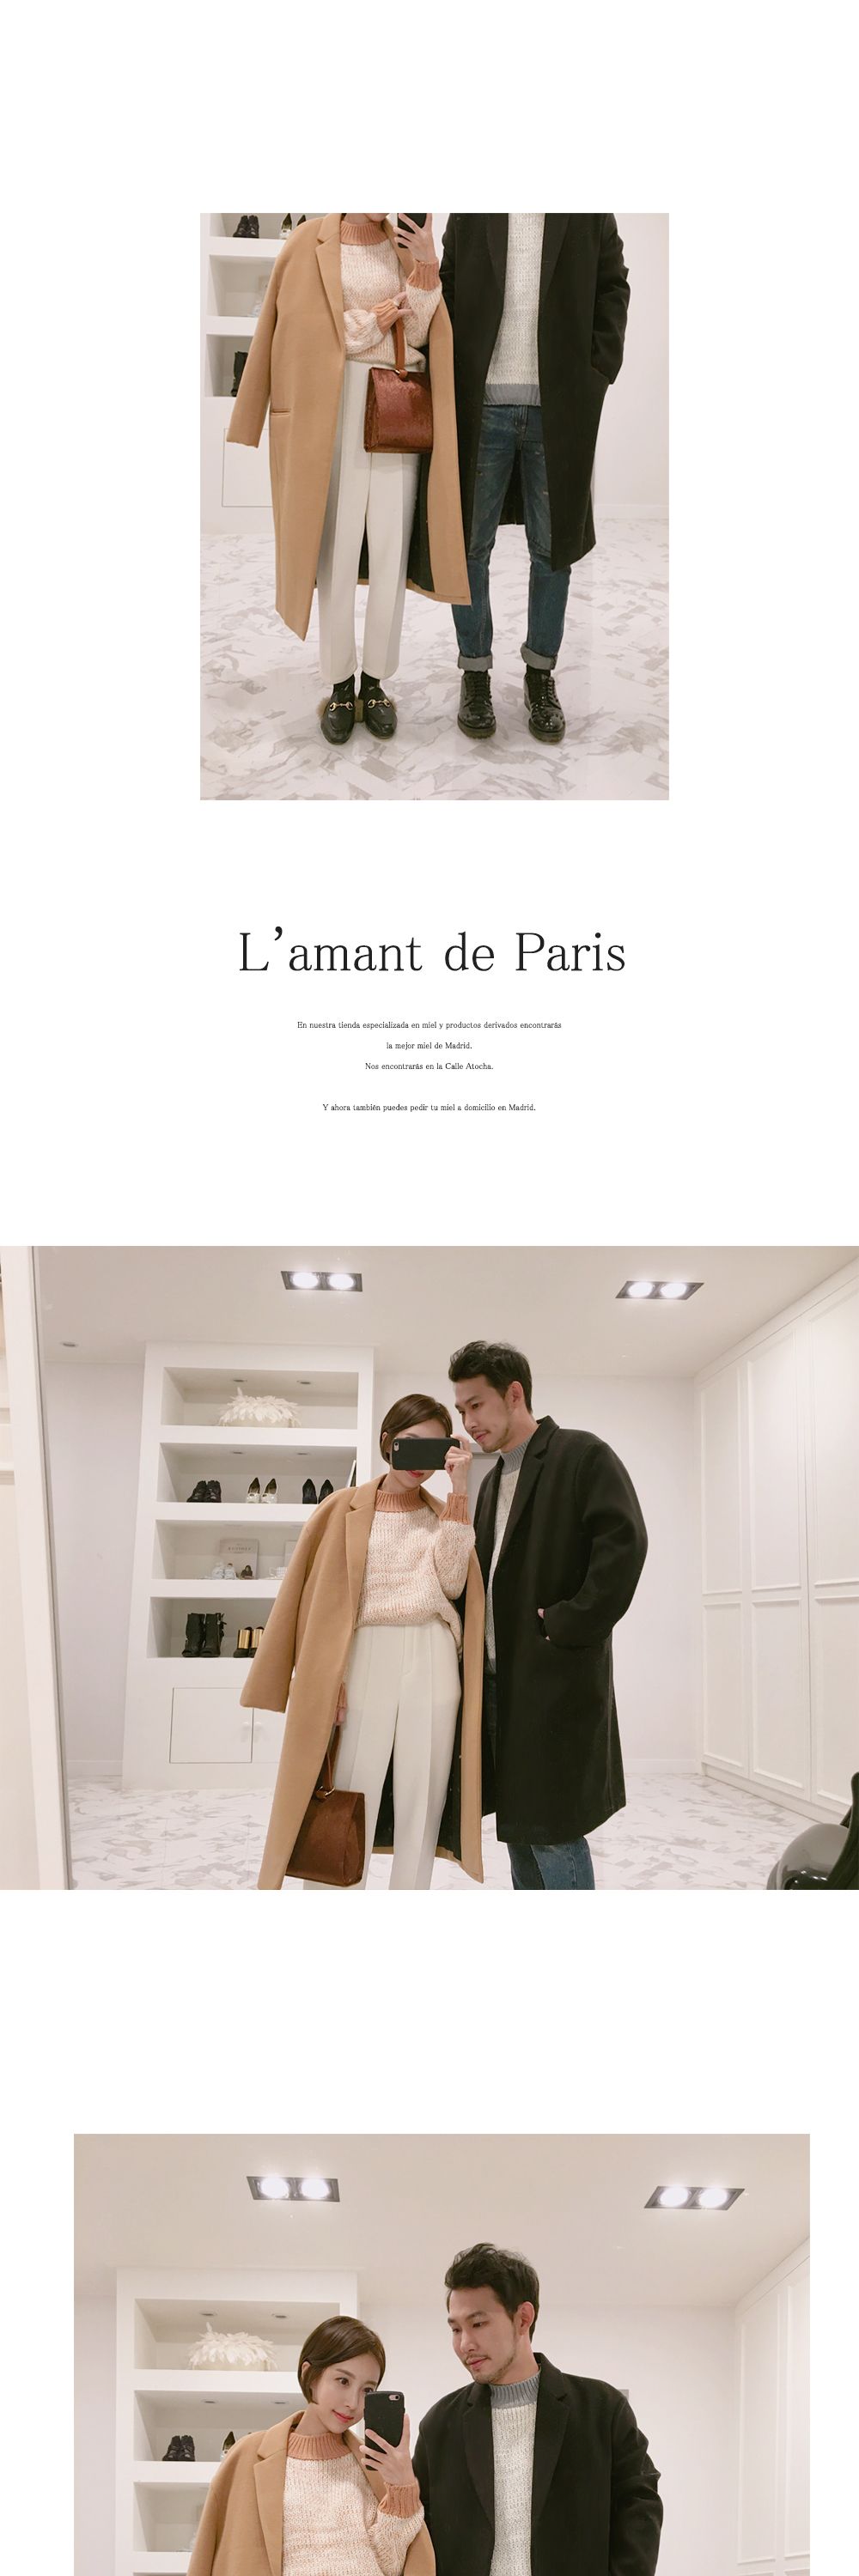 L’amant de Paris
En nuestra tienda especializada en miel y productos derivados encontrarás
la mejor miel de Madrid.
Nos encontrarás en la Calle Atocha.
Y ahora también puedes pedir tu miel a domicilio en Madrid.